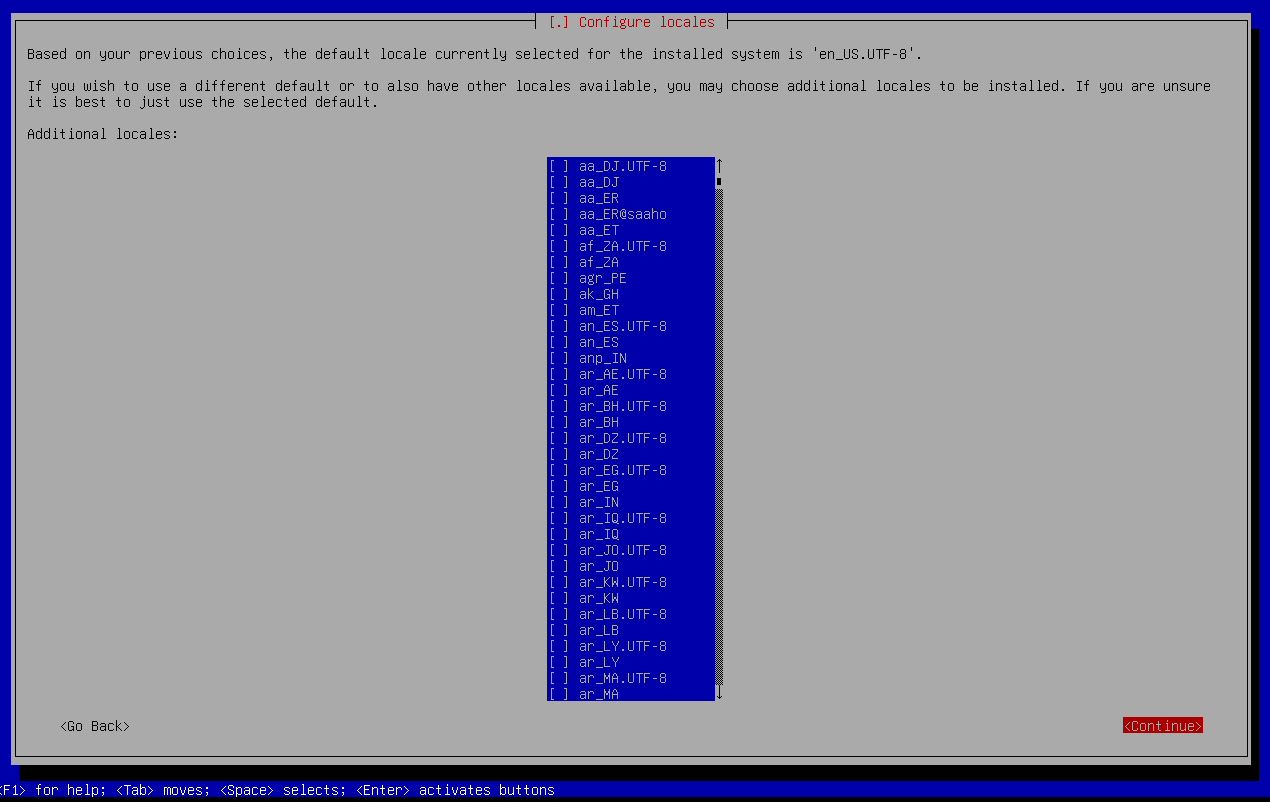 [.] Configure locales
Based on your previous choices, the default locale currently selected for the installed system is 'en_US.UTF-8'.
If you wish to use a different default or to also have other locales available, you may choose additional locales to be installed. If you are unsure
it is best to just use the selected default.
Additional locales:
[ ] aa_DJ.UTF-8 ↑
[ ] aa_DJ
[ ] aa_ER
[ ] aa_ER@saaho
[ ] aa_ET
[ ] af_ZA.UTF-8
[ ] af_ZA
[ ] agr_PE
[ ] ak_GH
[ ] am_ET
[ ] an_ES.UTF-8
[ ] an_ES
[ ] anp_IN
[ ] ar_AE.UTF-8
[ ] ar_AE
[ ] ar_BH.UTF-8
[ ] ar_BH
[ ] ar_DZ.UTF-8
[ ] ar_DZ
[ ] ar_EG.UTF-8
[ ] ar_EG
[ ] ar_IN
[ ] ar_IQ.UTF-8
[ ] ar_IQ
[ ] ar_JO.UTF-8
[ ] ar_JO
[ ] ar_KW.UTF-8
[ ] ar_KW
[ ] ar_LB.UTF-8
[ ] ar_LB
[ ] ar_LY.UTF-8
[ ] ar_LY
[ ] ar_MA.UTF-8
[ ] ar_MA ↓
<Go Back> <Continue>
<F1> for help; <Tab> moves; <Space> selects; <Enter> activates buttons